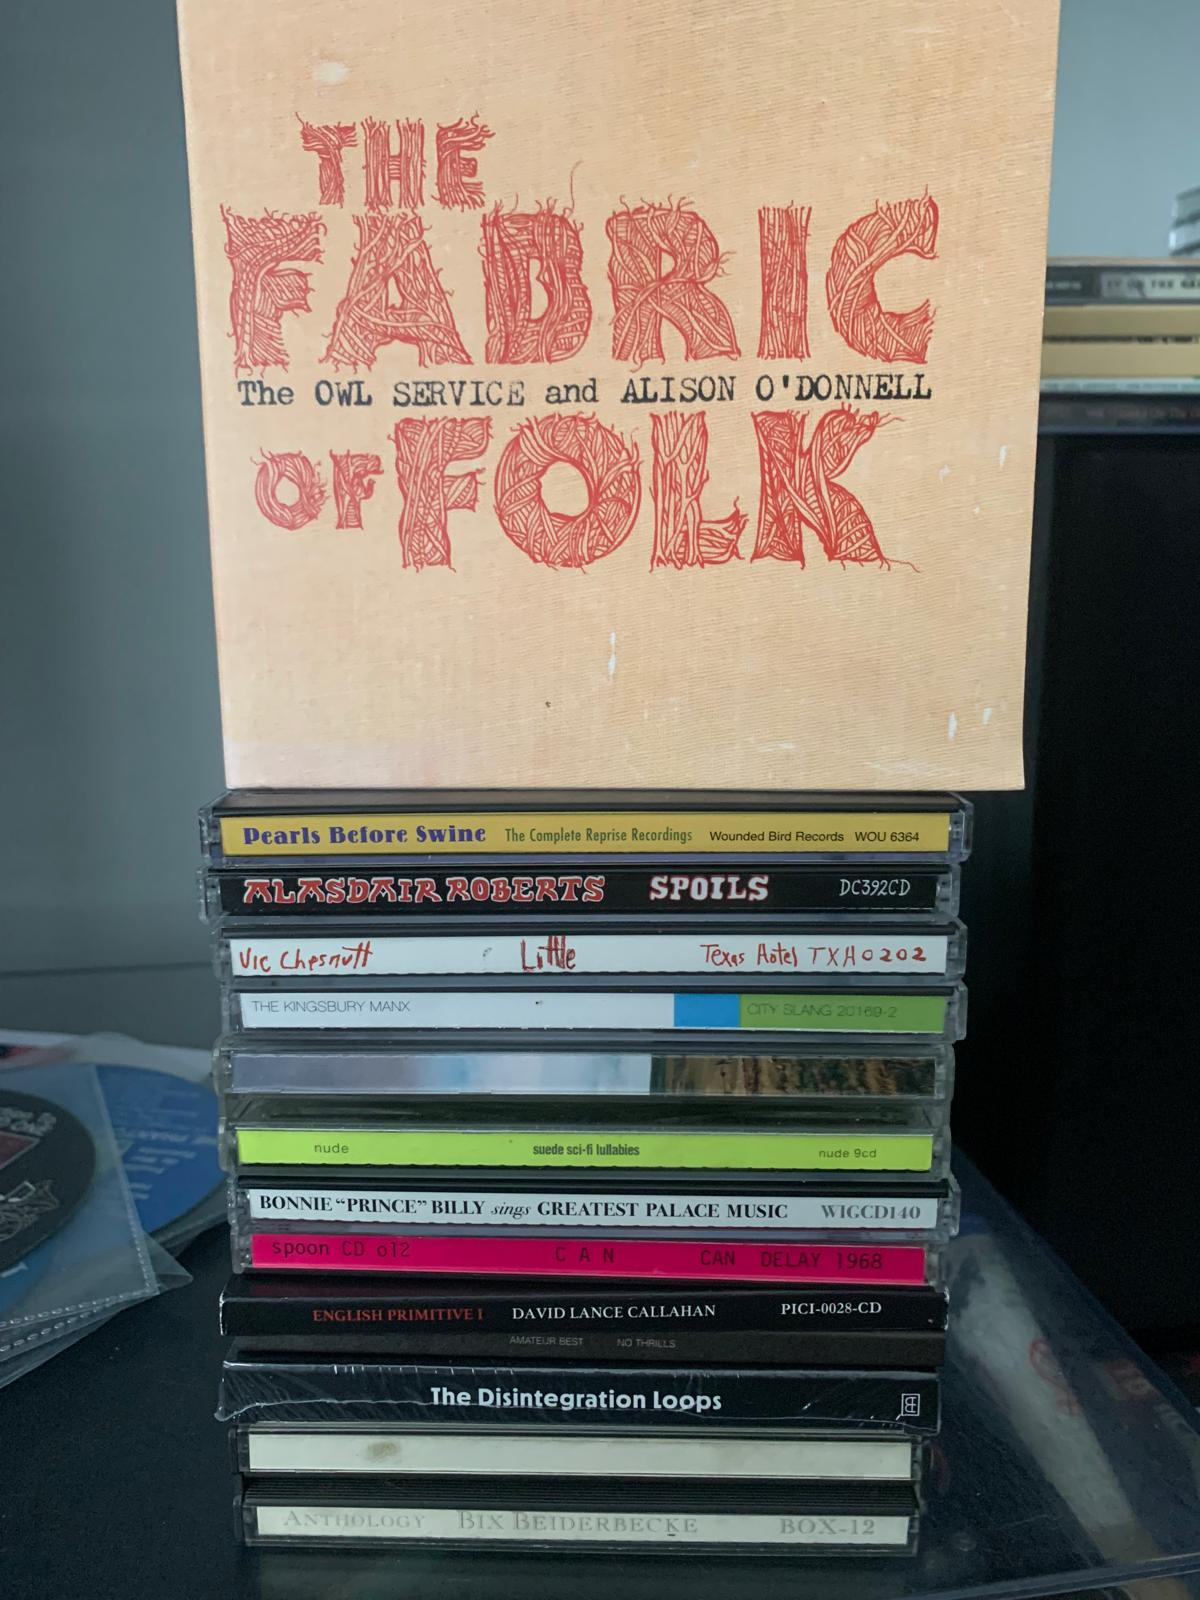 THE
FABRIC
The OWL SERVICE and ALISON O'DONNELL
OF FOLK
Pearls Before Swine The Complete Reprise Recordings Wounded Bird Records WOU 6364
ALASDAIR ROBERTS SPOILS DC392CD
Vic Chesnutt Little Texas Hotel TXH0202
THE KINGSBURY MANX CITY SLANG 20169-2
nude suede sci-fi lullabies nude 9cd
BONNIE “PRINCE” BILLY sings GREATEST PALACE MUSIC WIGCD140
spoon CD 012 CAN CAN DELAY 1968
ENGLISH PRIMITIVE I DAVID LANCE CALLAHAN PICI-0028-CD
AMATEUR BEST NO THRILLS
The Disintegration Loops
ANTHOLOGY BIX BEIDERBECKE BOX-12